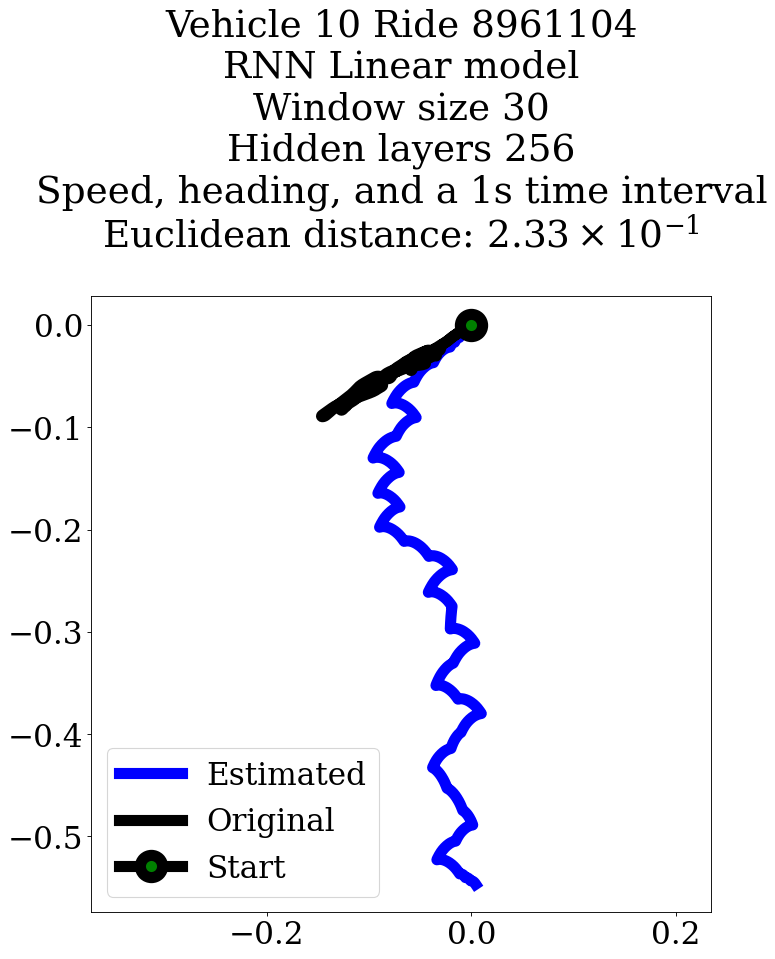 Vehicle 10 Ride 8961104
RNN Linear model
Window size 30
Hidden layers 256
Speed, heading, and a 1s time interval
Euclidean distance: 2.33 × 10⁻¹
0.0
−0.1
−0.2
−0.3
−0.4
−0.5
Estimated
Original
Start
−0.2
0.0
0.2